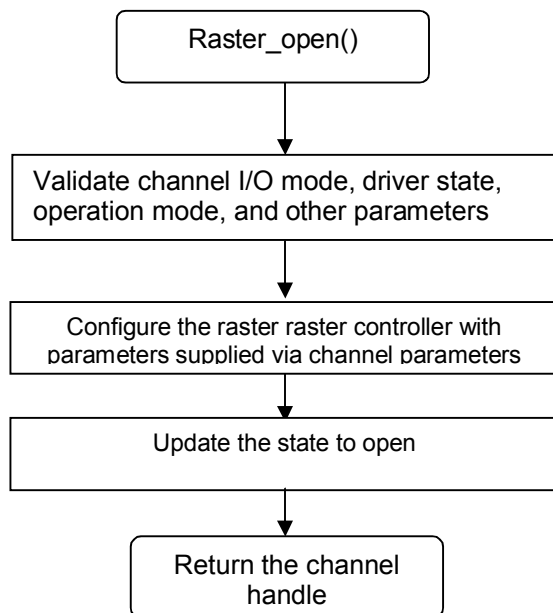 Raster_open()
Validate channel I/O mode, driver state,
operation mode, and other parameters
Configure the raster raster controller with
parameters supplied via channel parameters
Update the state to open
Return the channel
handle